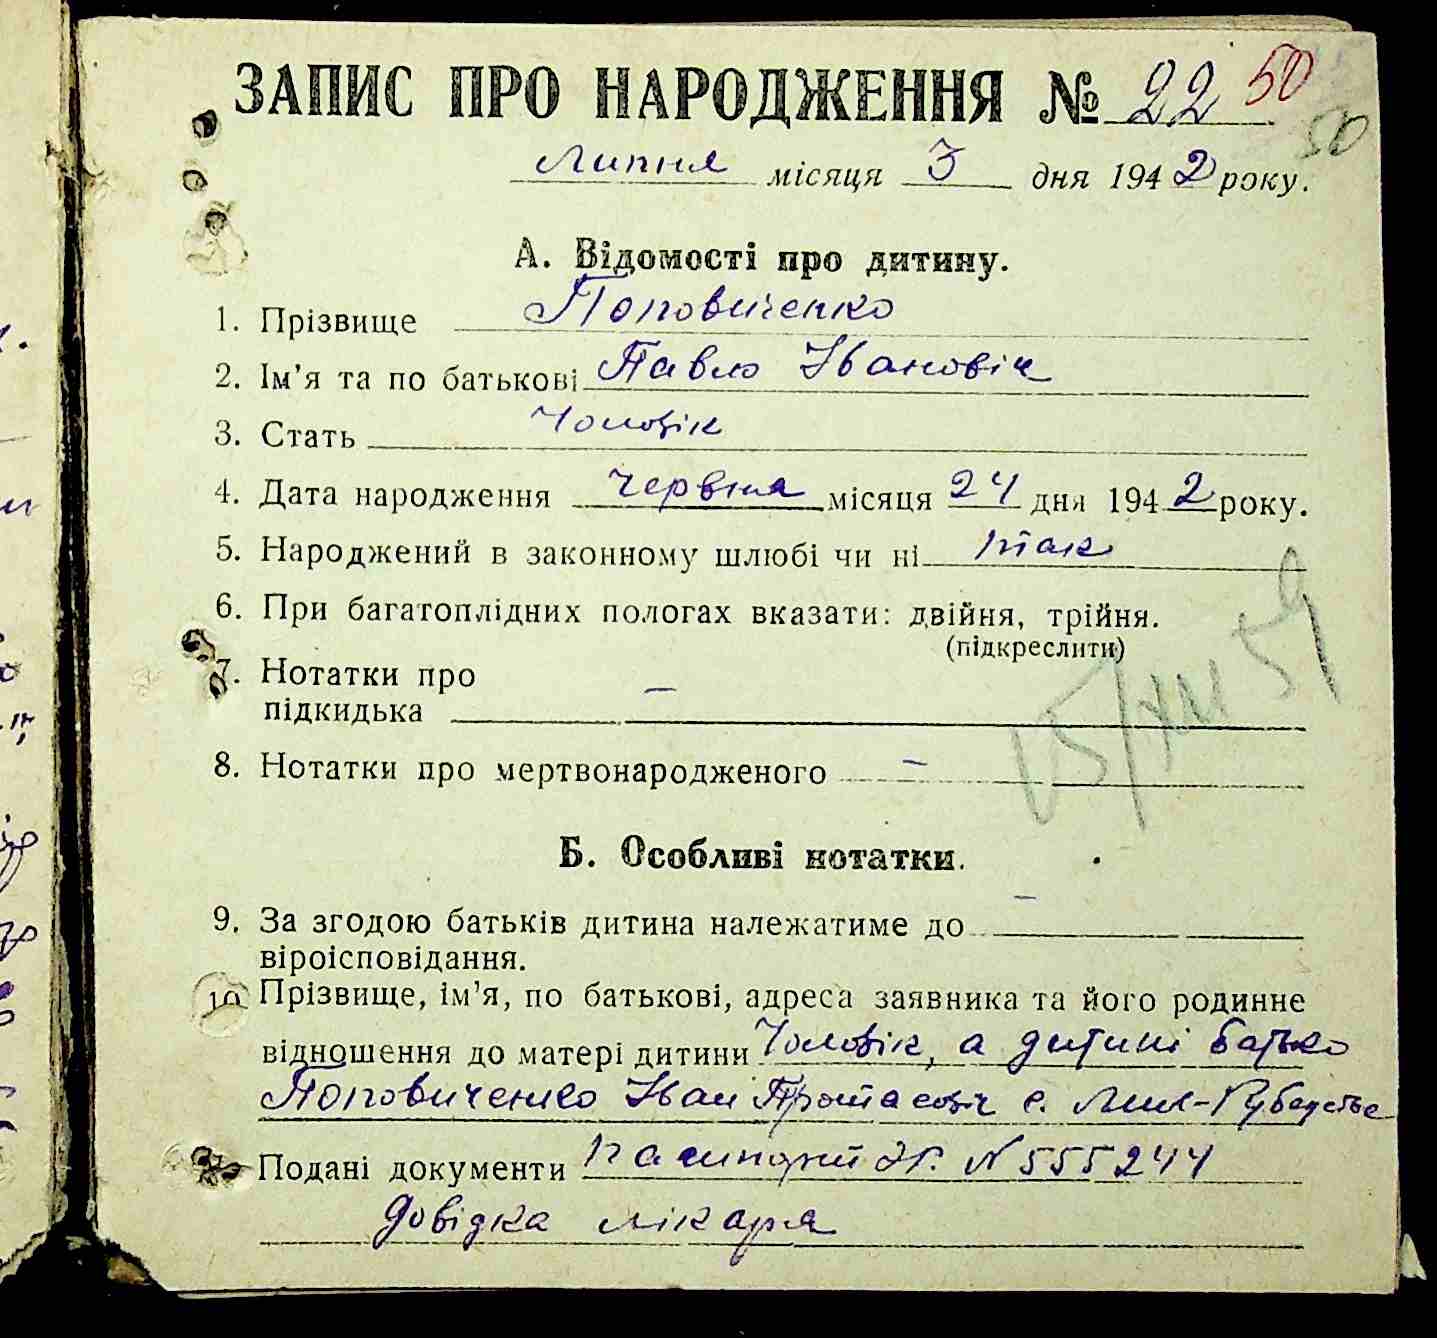 ЗАПИС ПРО НАРОДЖЕННЯ № 22 50
50
Липня місяця 3 дня 1942 року.
А. Відомості про дитину.
1. Прізвище Поповиченко
2. Ім'я та по батькові Павло Іванович
3. Стать Чоловік
4. Дата народження Червня місяця 24 дня 1942 року.
5. Народжений в законному шлюбі чи ні так
6. При багатоплідних пологах вказати: двійня, трійня.
(підкреслити)
7. Нотатки про
підкидька —
8. Нотатки про мертвонародженого —
15/XII 59
Б. Особливі нотатки.
9. За згодою батьків дитина належатиме до —
віроісповідання.
10 Прізвище, ім'я, по батькові, адреса заявника та його родинне
відношення до матері дитини Чоловік, а дитині батько
Поповиченко Іван Протасович с.
Подані документи паспорт N 555244
довідка лікаря